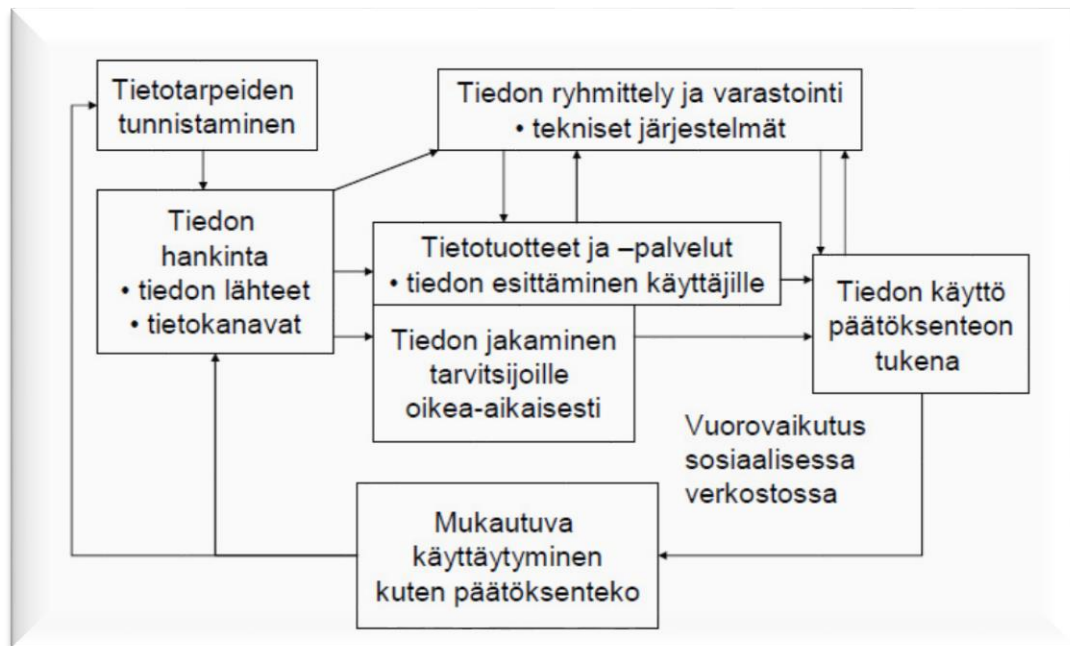 Tietotarpeiden
tunnistaminen
Tiedon ryhmittely ja varastointi
• tekniset järjestelmät
Tiedon
hankinta
• tiedon lähteet
• tietokanavat
Tietotuotteet ja –palvelut
• tiedon esittäminen käyttäjille
Tiedon jakaminen
tarvitsijoille
oikea-aikaisesti
Tiedon käyttö
päätöksenteon
tukena
Vuorovaikutus
sosiaalisessa
verkostossa
Mukautuva
käyttäytyminen
kuten päätöksenteko